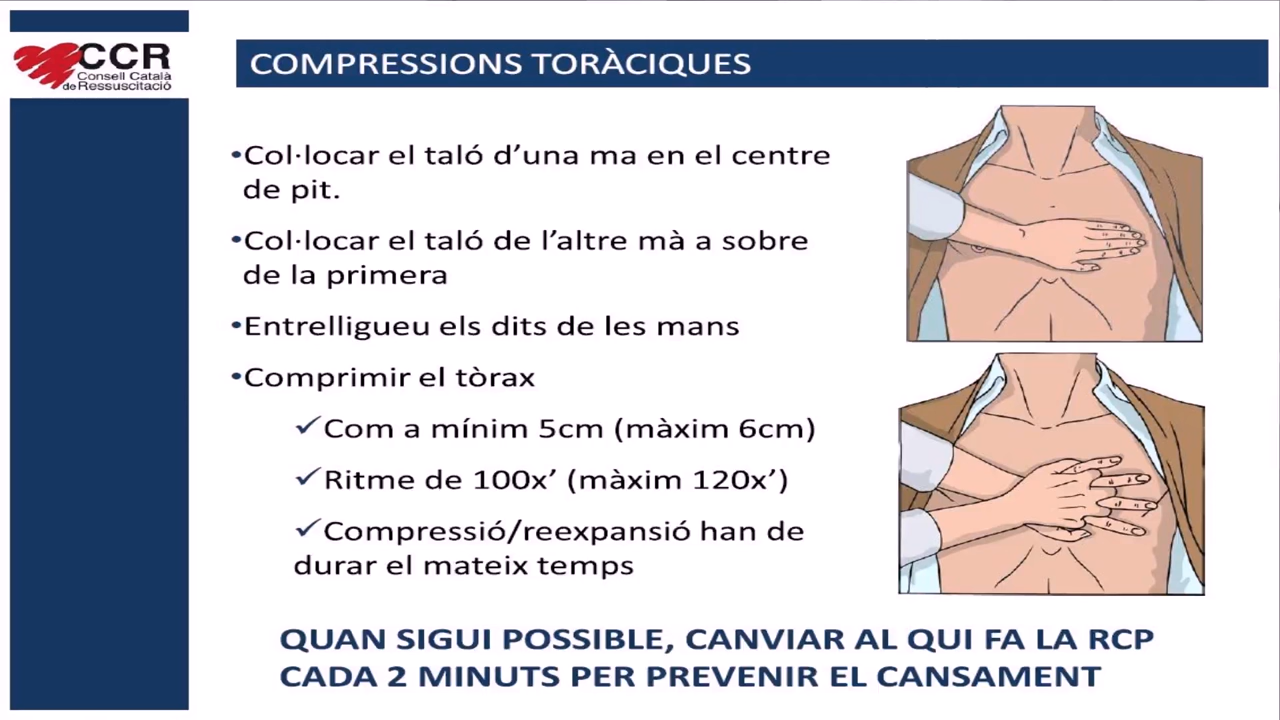 CCR
Consell Català
de Ressuscitació
COMPRESSIONS TORÀCIQUES
•Col·locar el taló d’una ma en el centre
de pit.
•Col·locar el taló de l’altre mà a sobre
de la primera
•Entrelligueu els dits de les mans
•Comprimir el tòrax
✓Com a mínim 5cm (màxim 6cm)
✓Ritme de 100x’ (màxim 120x’)
✓Compressió/reexpansió han de
durar el mateix temps
QUAN SIGUI POSSIBLE, CANVIAR AL QUI FA LA RCP
CADA 2 MINUTS PER PREVENIR EL CANSAMENT